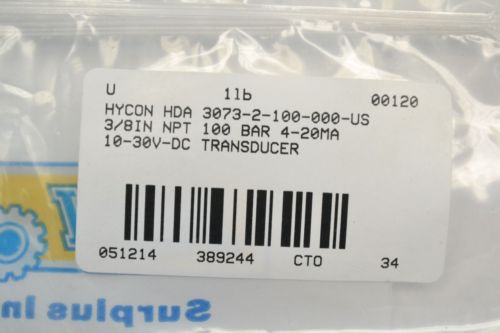 U 1lb 00120
HYCON HDA 3073-2-100-000-US
3/8IN NPT 100 BAR 4-20MA
10-30V-DC TRANSDUCER
051214 389244 CTO 34
Surplus In